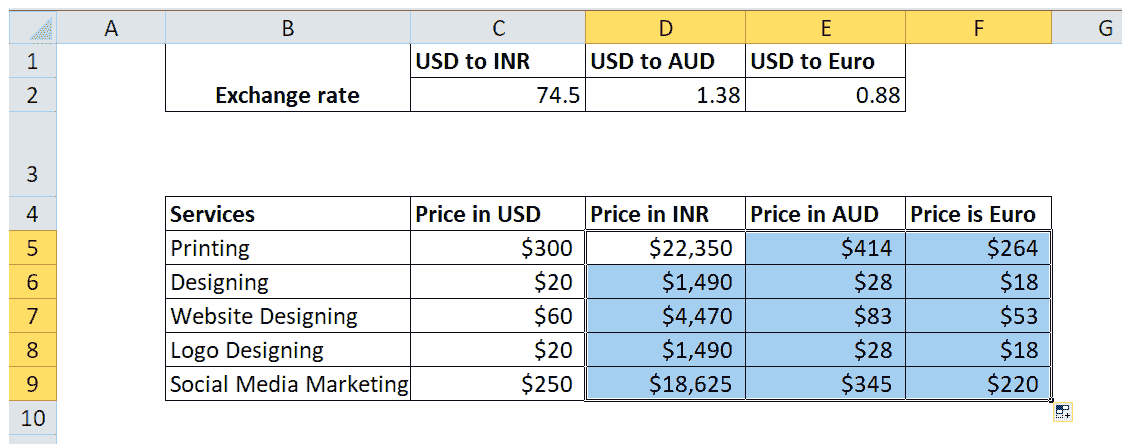 A B C D E F G
1 USD to INR USD to AUD USD to Euro
2 Exchange rate 74.5 1.38 0.88
3
4 Services Price in USD Price in INR Price in AUD Price is Euro
5 Printing $300 $22,350 $414 $264
6 Designing $20 $1,490 $28 $18
7 Website Designing $60 $4,470 $83 $53
8 Logo Designing $20 $1,490 $28 $18
9 Social Media Marketing $250 $18,625 $345 $220
10